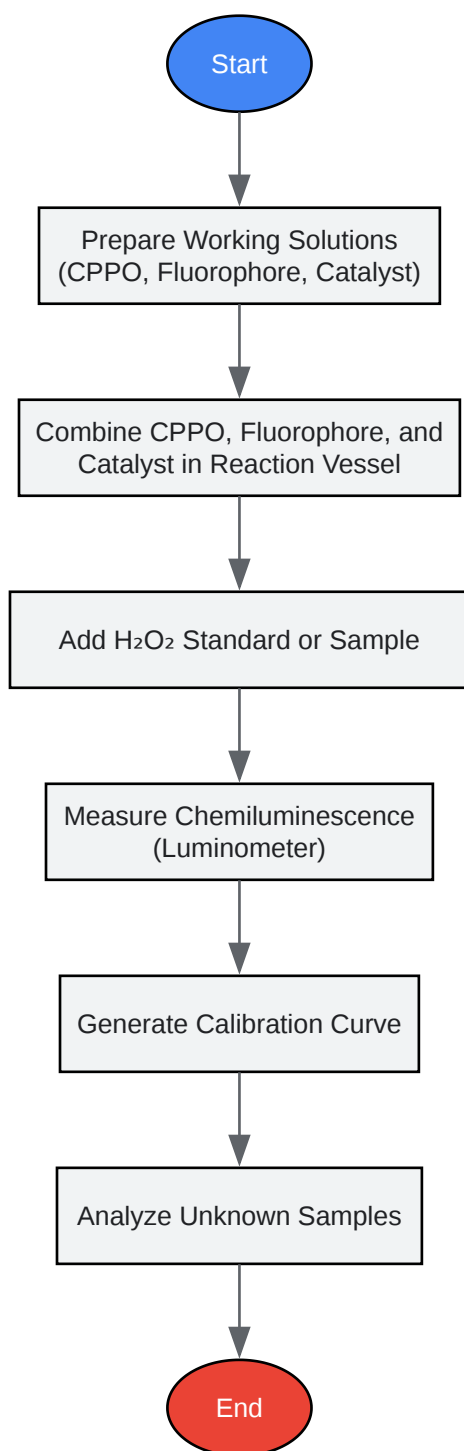 Start
Prepare Working Solutions
(CPPO, Fluorophore, Catalyst)
Combine CPPO, Fluorophore, and
Catalyst in Reaction Vessel
Add H₂O₂ Standard or Sample
Measure Chemiluminescence
(Luminometer)
Generate Calibration Curve
Analyze Unknown Samples
End